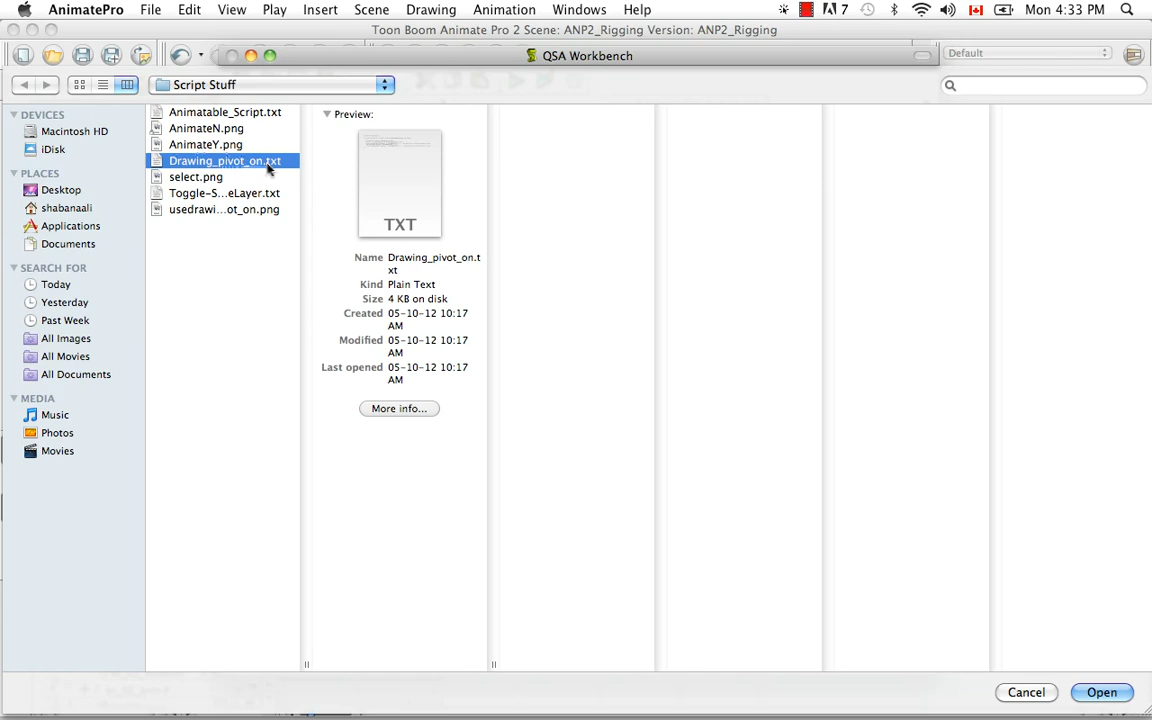 AnimatePro File Edit View Play Insert Scene Drawing Animation Windows Help 7 Mon 4:33 PM
Toon Boom Animate Pro 2 Scene: ANP2_Rigging Version: ANP2_Rigging
QSA Workbench Default
Script Stuff
DEVICES
Macintosh HD
iDisk
PLACES
Desktop
shabanaali
Applications
Documents
SEARCH FOR
Today
Yesterday
Past Week
All Images
All Movies
All Documents
MEDIA
Music
Photos
Movies
Animatable_Script.txt
AnimateN.png
AnimateY.png
Drawing_pivot_on.txt
select.png
Toggle-S...eLayer.txt
usedrawi...ot_on.png
Preview:
TXT
Name Drawing_pivot_on.t
xt
Kind Plain Text
Size 4 KB on disk
Created 05-10-12 10:17
AM
Modified 05-10-12 10:17
AM
Last opened 05-10-12 10:17
AM
More info...
Cancel Open